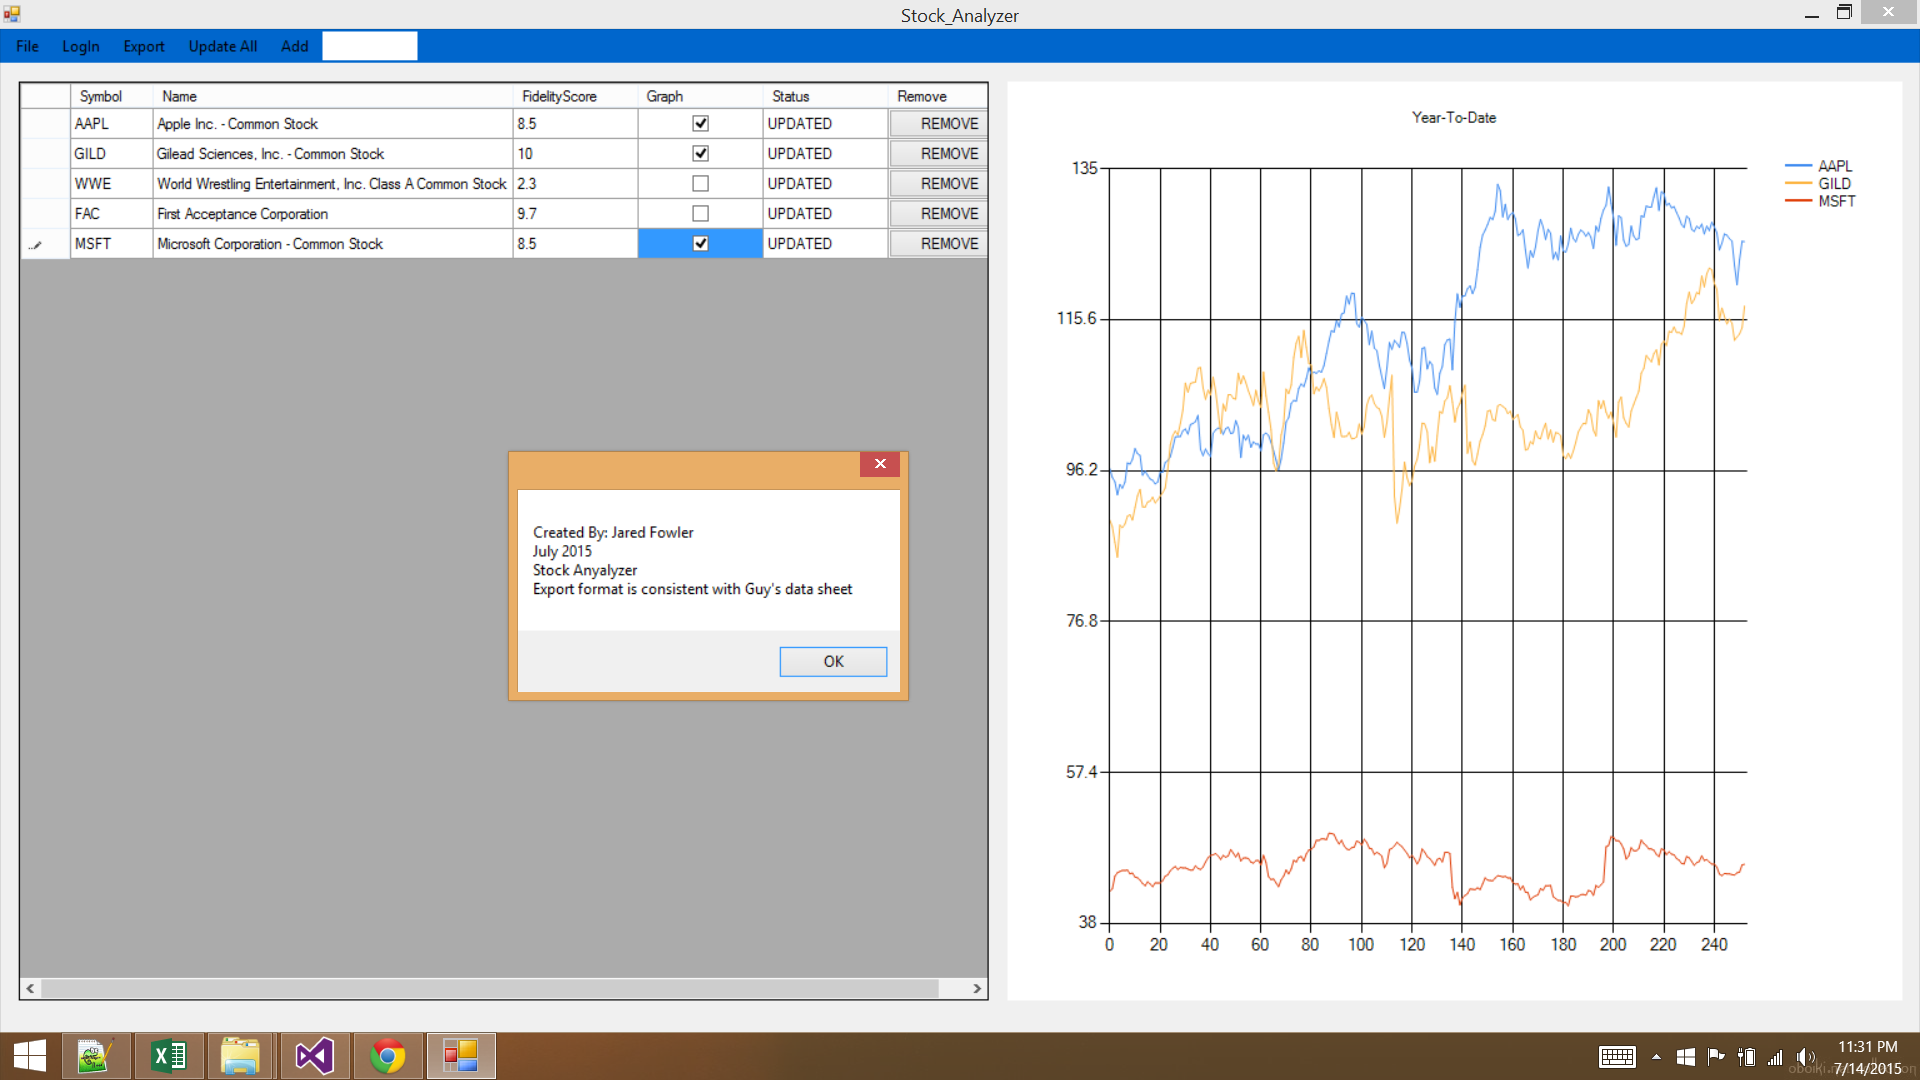 Stock_Analyzer
File LogIn Export Update All Add
Symbol Name FidelityScore Graph Status Remove
AAPL Apple Inc. - Common Stock 8.5 UPDATED REMOVE
GILD Gilead Sciences, Inc. - Common Stock 10 UPDATED REMOVE
WWE World Wrestling Entertainment, Inc. Class A Common Stock 2.3 UPDATED REMOVE
FAC First Acceptance Corporation 9.7 UPDATED REMOVE
MSFT Microsoft Corporation - Common Stock 8.5 UPDATED REMOVE
Created By: Jared Fowler
July 2015
Stock Anyalyzer
Export format is consistent with Guy's data sheet
OK
Year-To-Date
AAPL
GILD
MSFT
135
115.6
96.2
76.8
57.4
38
0 20 40 60 80 100 120 140 160 180 200 220 240
11:31 PM
7/14/2015